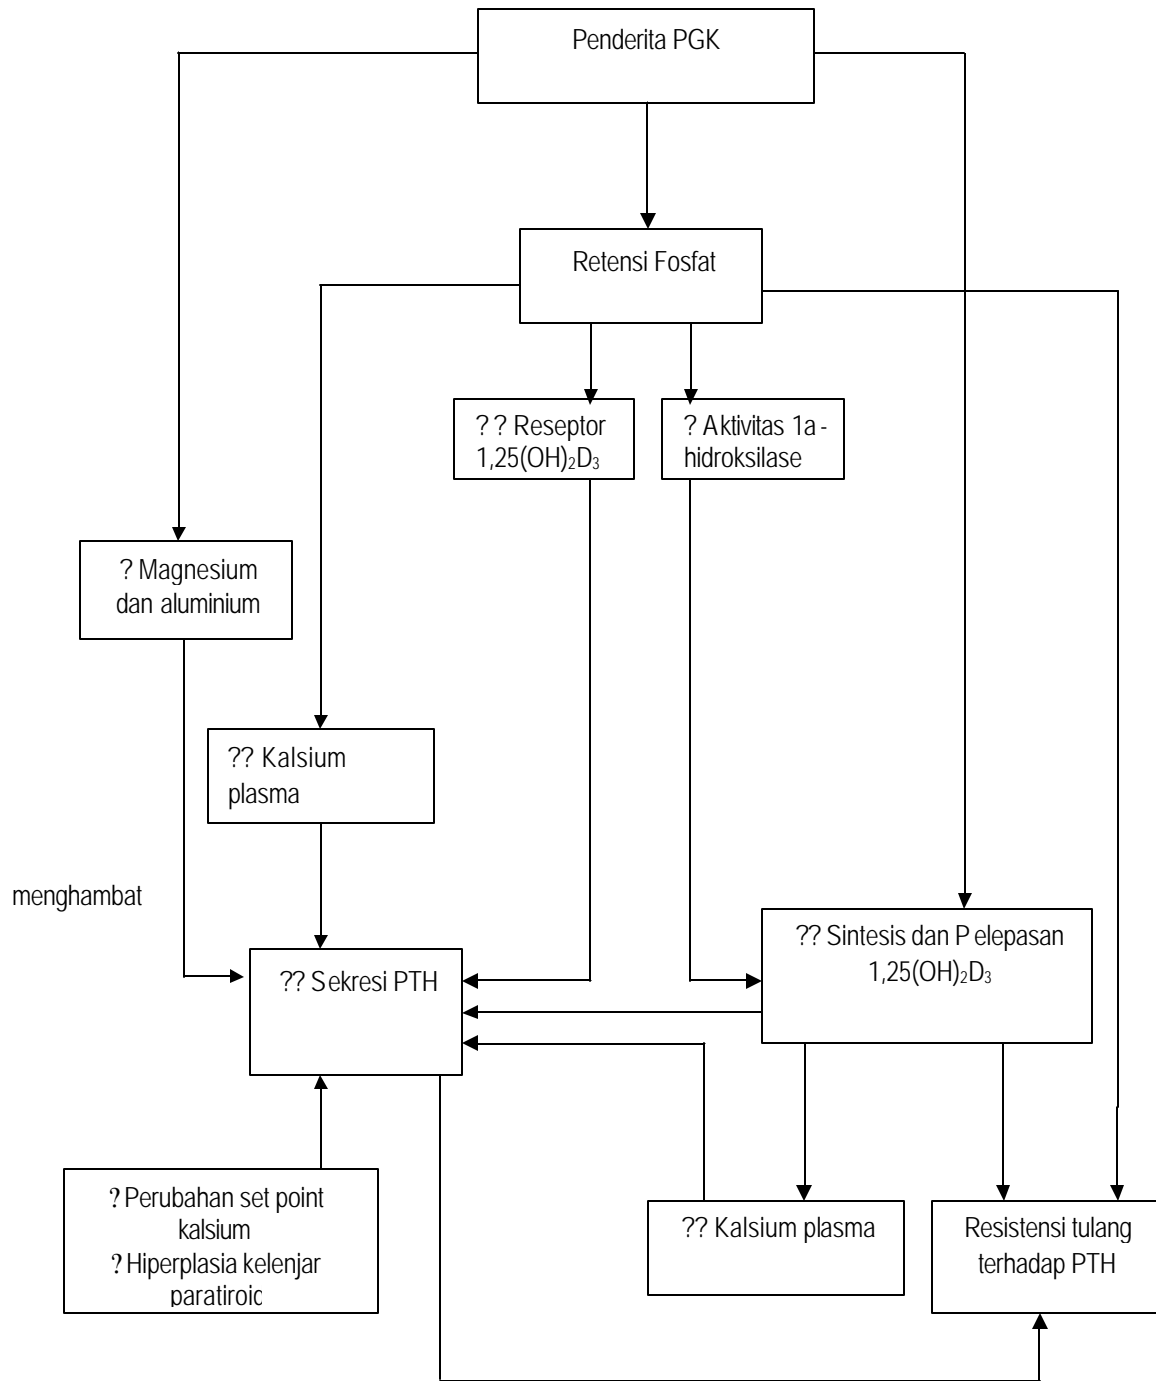 Penderita PGK
Retensi Fosfat
?? Reseptor
1,25(OH)₂D₃
? Aktivitas 1a-
hidroksilase
? Magnesium
dan aluminium
?? Kalsium
plasma
menghambat
?? Sekresi PTH
?? Sintesis dan Pelepasan
1,25(OH)₂D₃
? Perubahan set point
kalsium
? Hiperplasia kelenjar
paratiroid
?? Kalsium plasma
Resistensi tulang
terhadap PTH